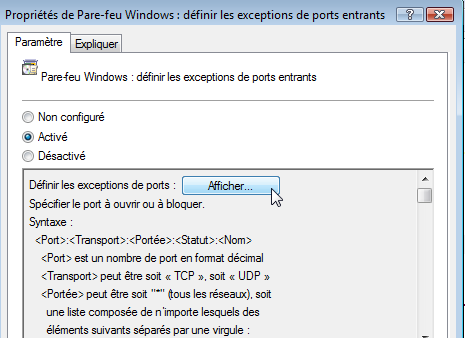 Propriétés de Pare-feu Windows : définir les exceptions de ports entrants
Paramètre
Expliquer
Pare-feu Windows : définir les exceptions de ports entrants
Non configuré
Activé
Désactivé
Définir les exceptions de ports :
Afficher...
Spécifier le port à ouvrir ou à bloquer.
Syntaxe :
<Port>:<Transport>:<Portée>:<Statut>:<Nom>
<Port> est un nombre de port en format décimal
<Transport> peut être soit « TCP », soit « UDP »
<Portée> peut être soit "*" (tous les réseaux), soit
une liste composée de n'importe lesquels des
éléments suivants séparés par une virgule :